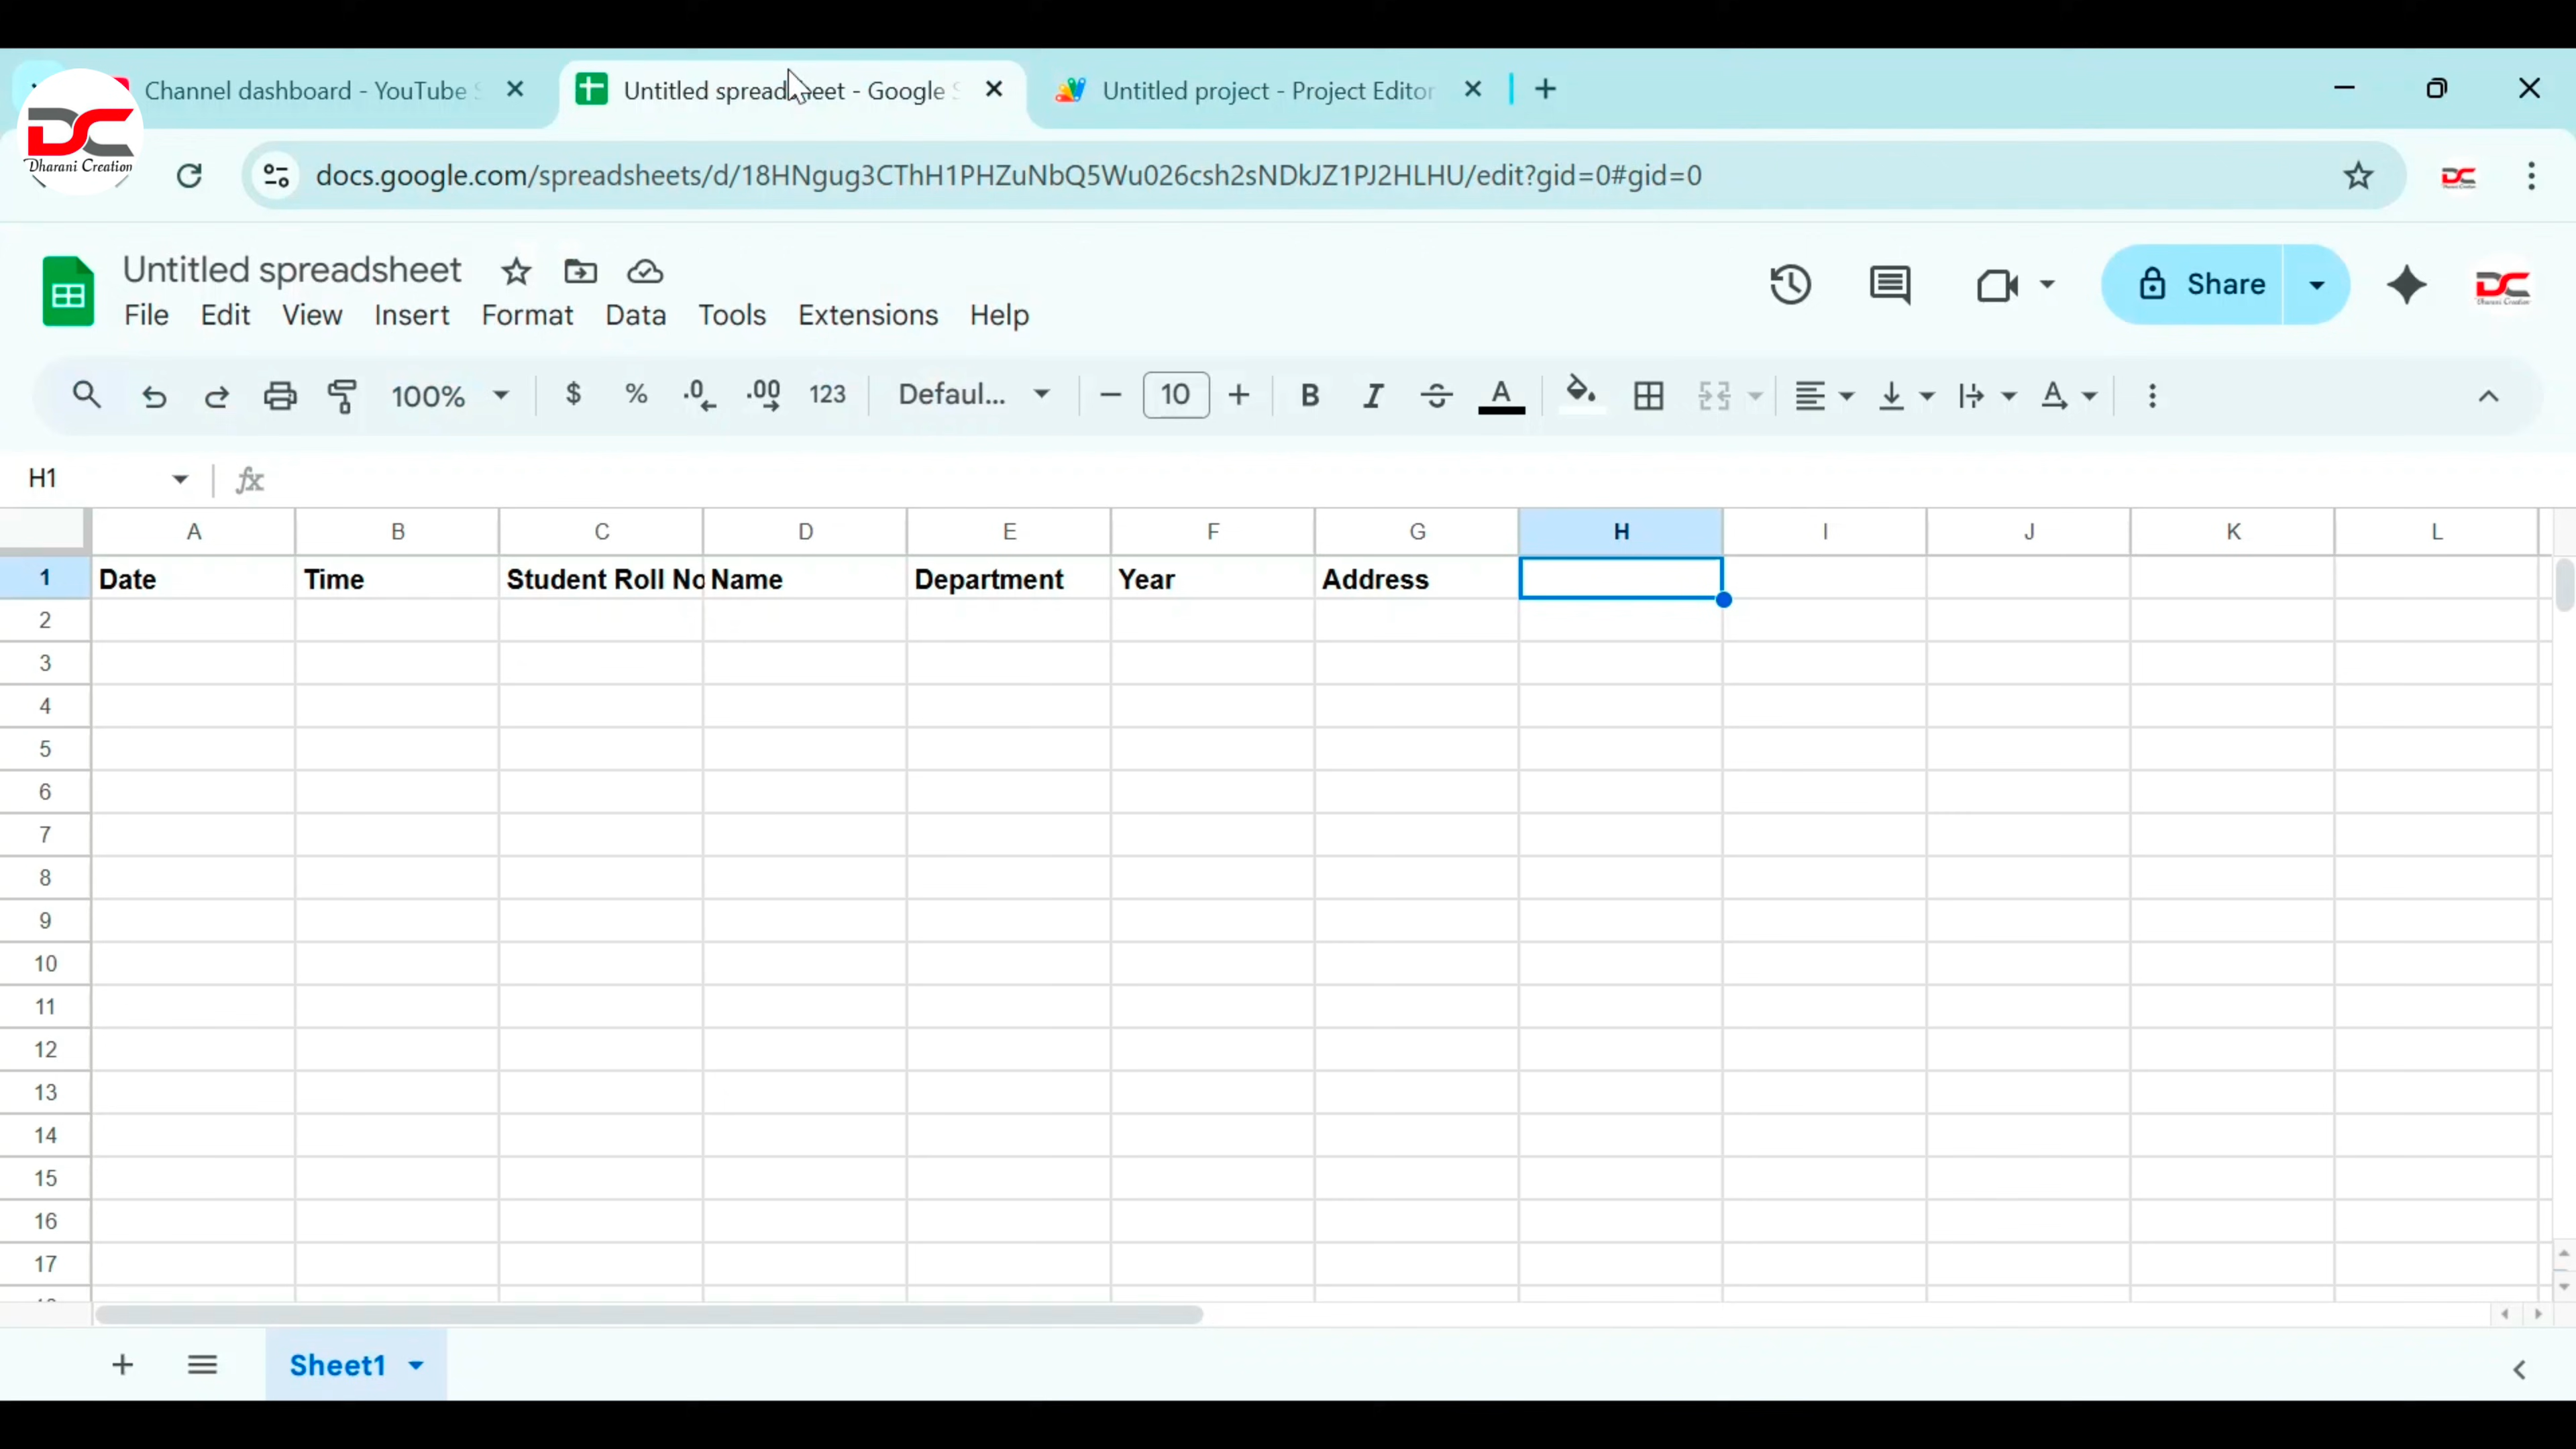 Channel dashboard - YouTube S
Untitled spreadsheet - Google S
Untitled project - Project Editor
DC
Dharani Creation
docs.google.com/spreadsheets/d/18HNgug3CThH1PHZuNbQ5Wu026csh2sNDkJZ1PJ2HLHU/edit?gid=0#gid=0
Untitled spreadsheet
Share
File Edit View Insert Format Data Tools Extensions Help
100% $ % .0 .00 123 Defaul... 10 B I S A
H1 fx
A B C D E F G H I J K L
1 Date Time Student Roll No Name Department Year Address
2
3
4
5
6
7
8
9
10
11
12
13
14
15
16
17
Sheet1